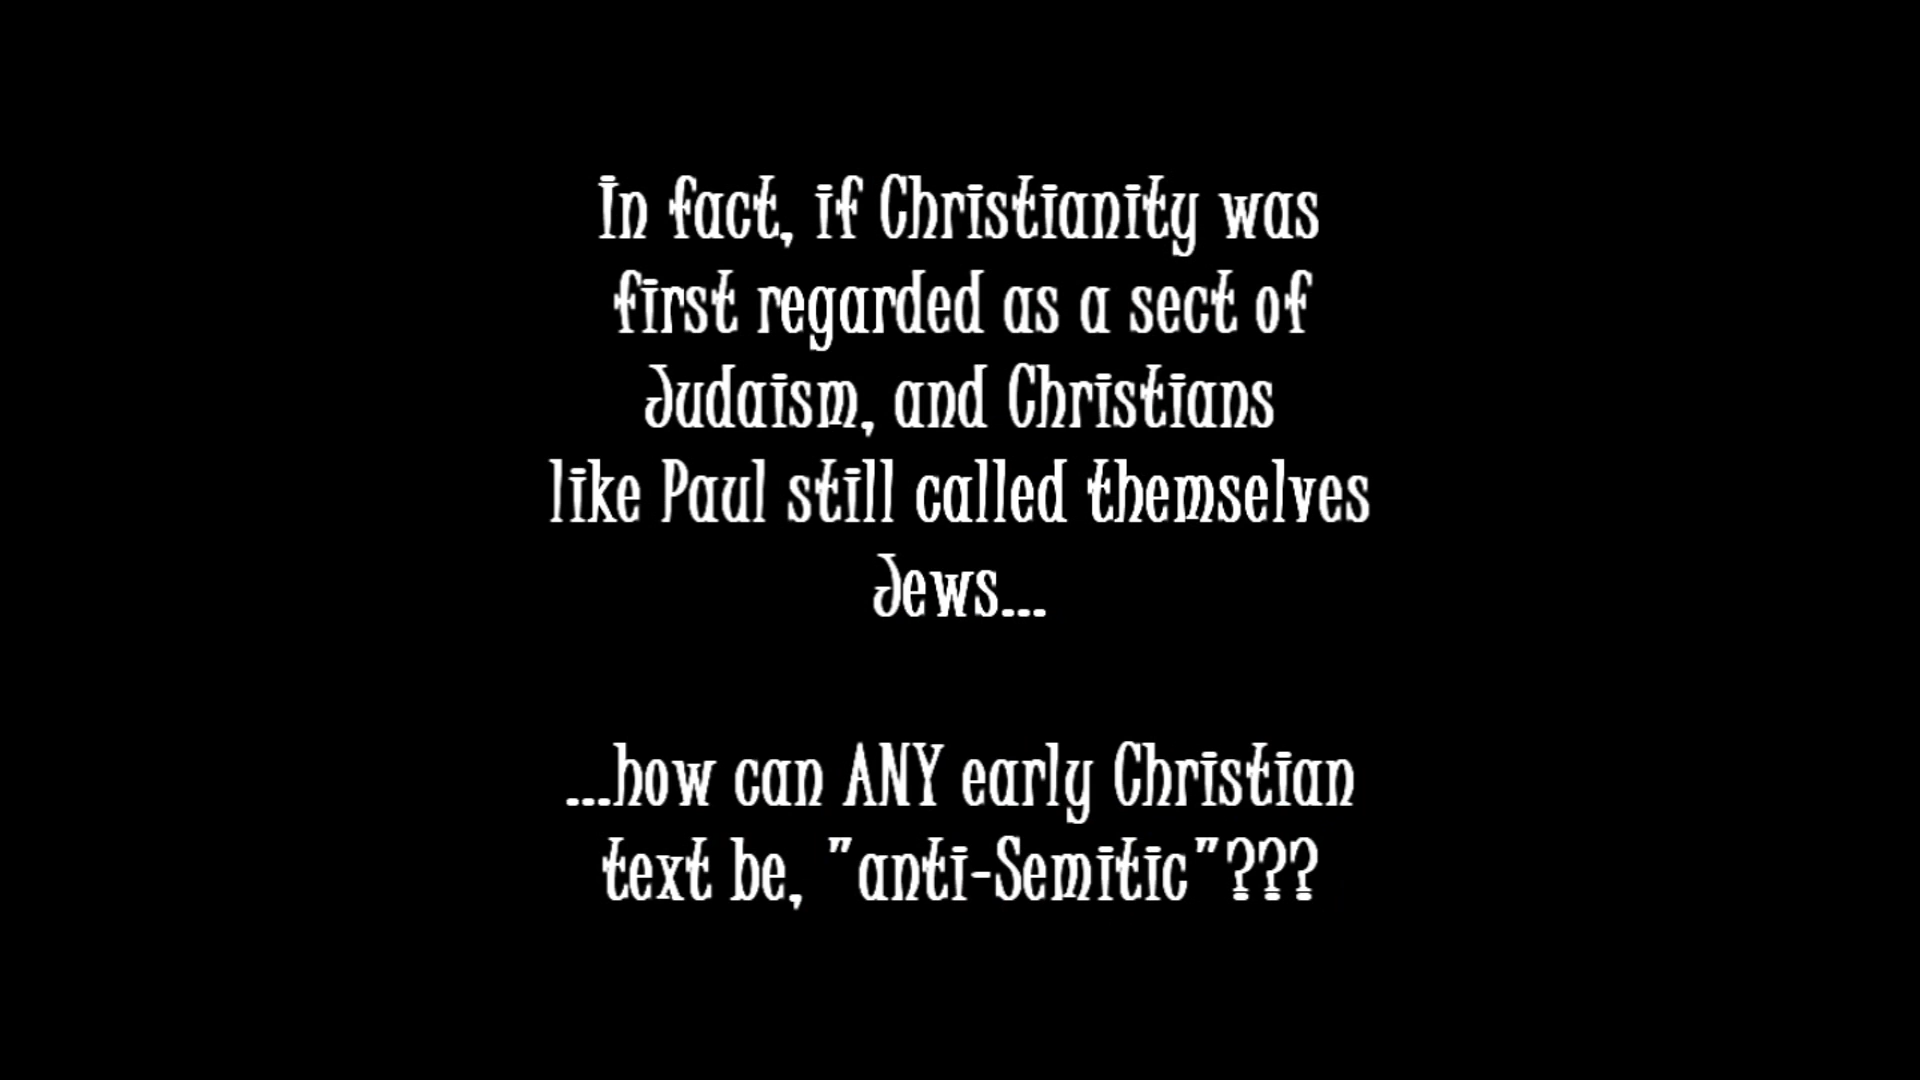 In fact, if Christianity was
first regarded as a sect of
Judaism, and Christians
like Paul still called themselves
Jews...
...how can ANY early Christian
text be, "anti-Semitic"???